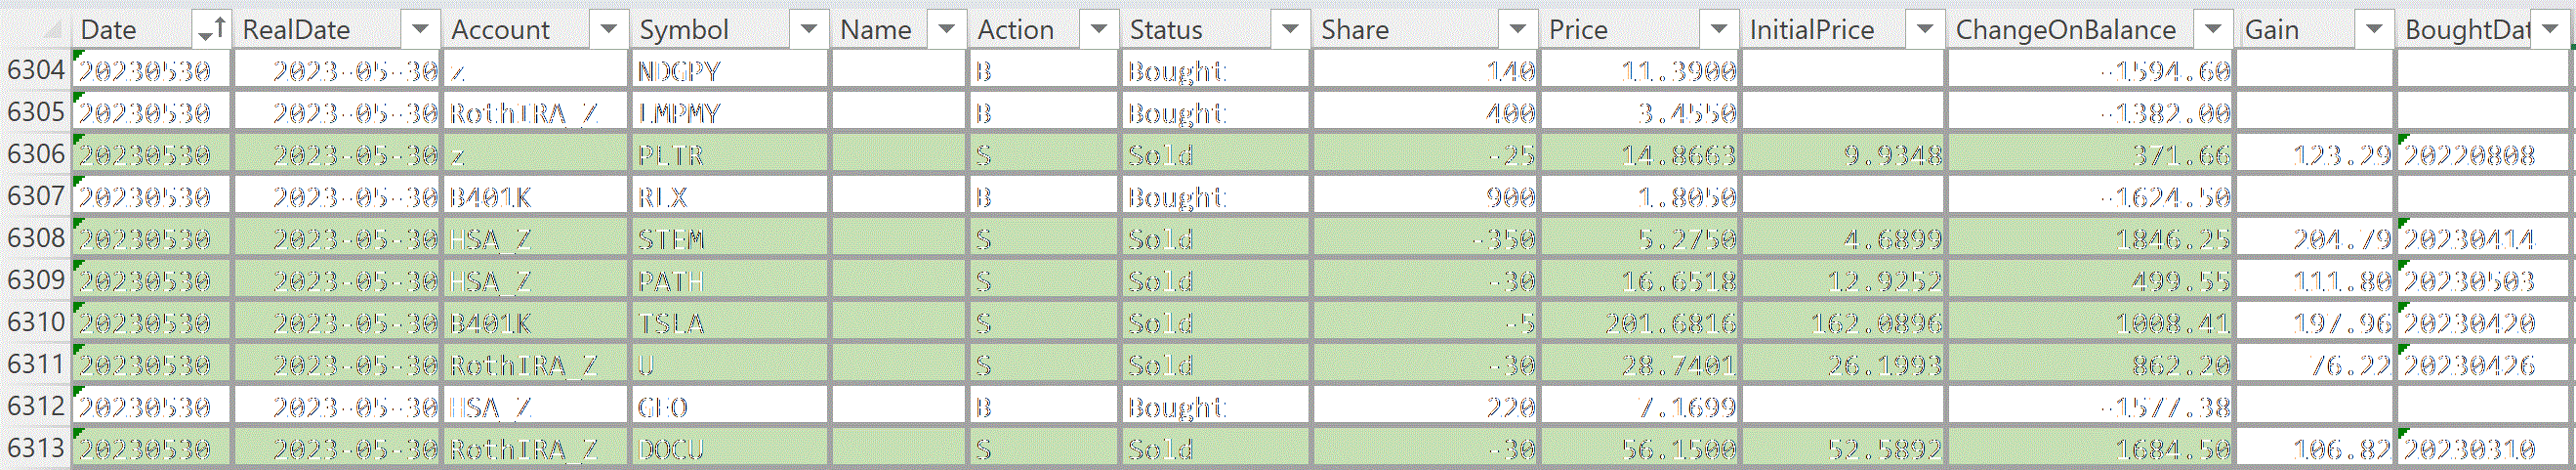 Date RealDate Account Symbol Name Action Status Share Price InitialPrice ChangeOnBalance Gain BoughtDat
6304 20230530 2023-05-30 z NDGPY B Bought 140 11.3900 -1594.60
6305 20230530 2023-05-30 RothIRA_Z LMPMY B Bought 400 3.4550 -1382.00
6306 20230530 2023-05-30 z PLTR S Sold -25 14.8663 9.9348 371.66 123.29 20220808
6307 20230530 2023-05-30 B401K RLX B Bought 900 1.8050 -1624.50
6308 20230530 2023-05-30 HSA_Z STEM S Sold -350 5.2750 4.6899 1846.25 204.79 20230414
6309 20230530 2023-05-30 HSA_Z PATH S Sold -30 16.6518 12.9252 499.55 111.80 20230503
6310 20230530 2023-05-30 B401K TSLA S Sold -5 201.6816 162.0896 1008.41 197.96 20230420
6311 20230530 2023-05-30 RothIRA_Z U S Sold -30 28.7401 26.1993 862.20 76.22 20230426
6312 20230530 2023-05-30 HSA_Z GEO B Bought 220 7.1699 -1577.38
6313 20230530 2023-05-30 RothIRA_Z DOCU S Sold -30 56.1500 52.5892 1684.50 106.82 20230310